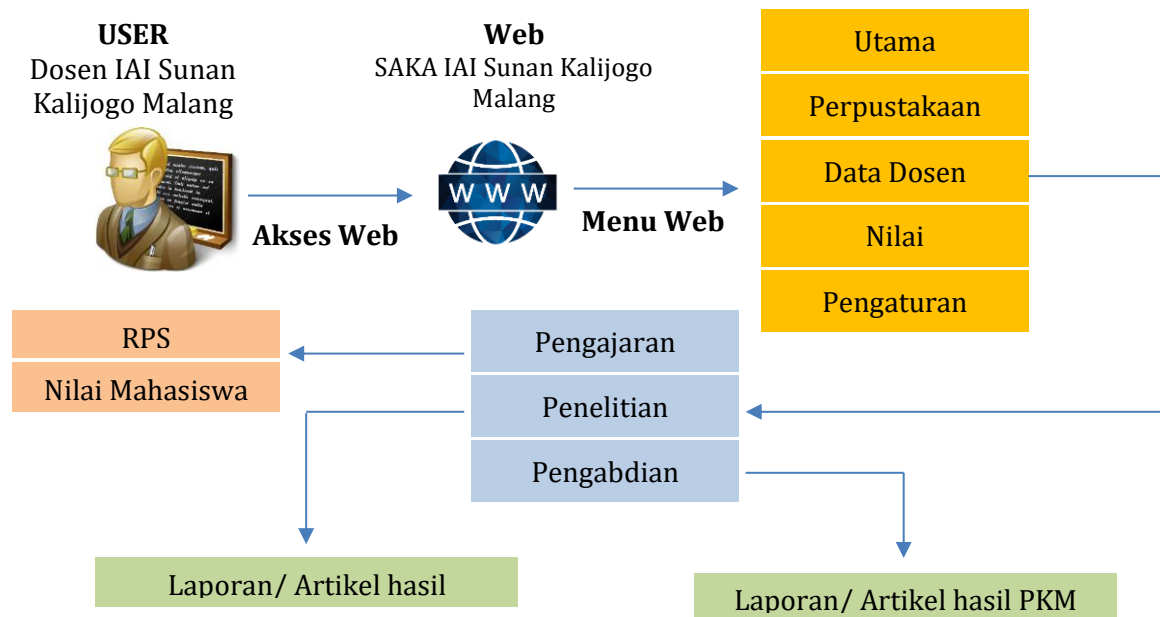 USER
Dosen IAI Sunan
Kalijogo Malang
Web
SAKA IAI Sunan Kalijogo
Malang
Utama
Perpustakaan
Data Dosen
Nilai
Pengaturan
WWW
Akses Web
Menu Web
RPS
Nilai Mahasiswa
Pengajaran
Penelitian
Pengabdian
Laporan/ Artikel hasil
Laporan/ Artikel hasil PKM